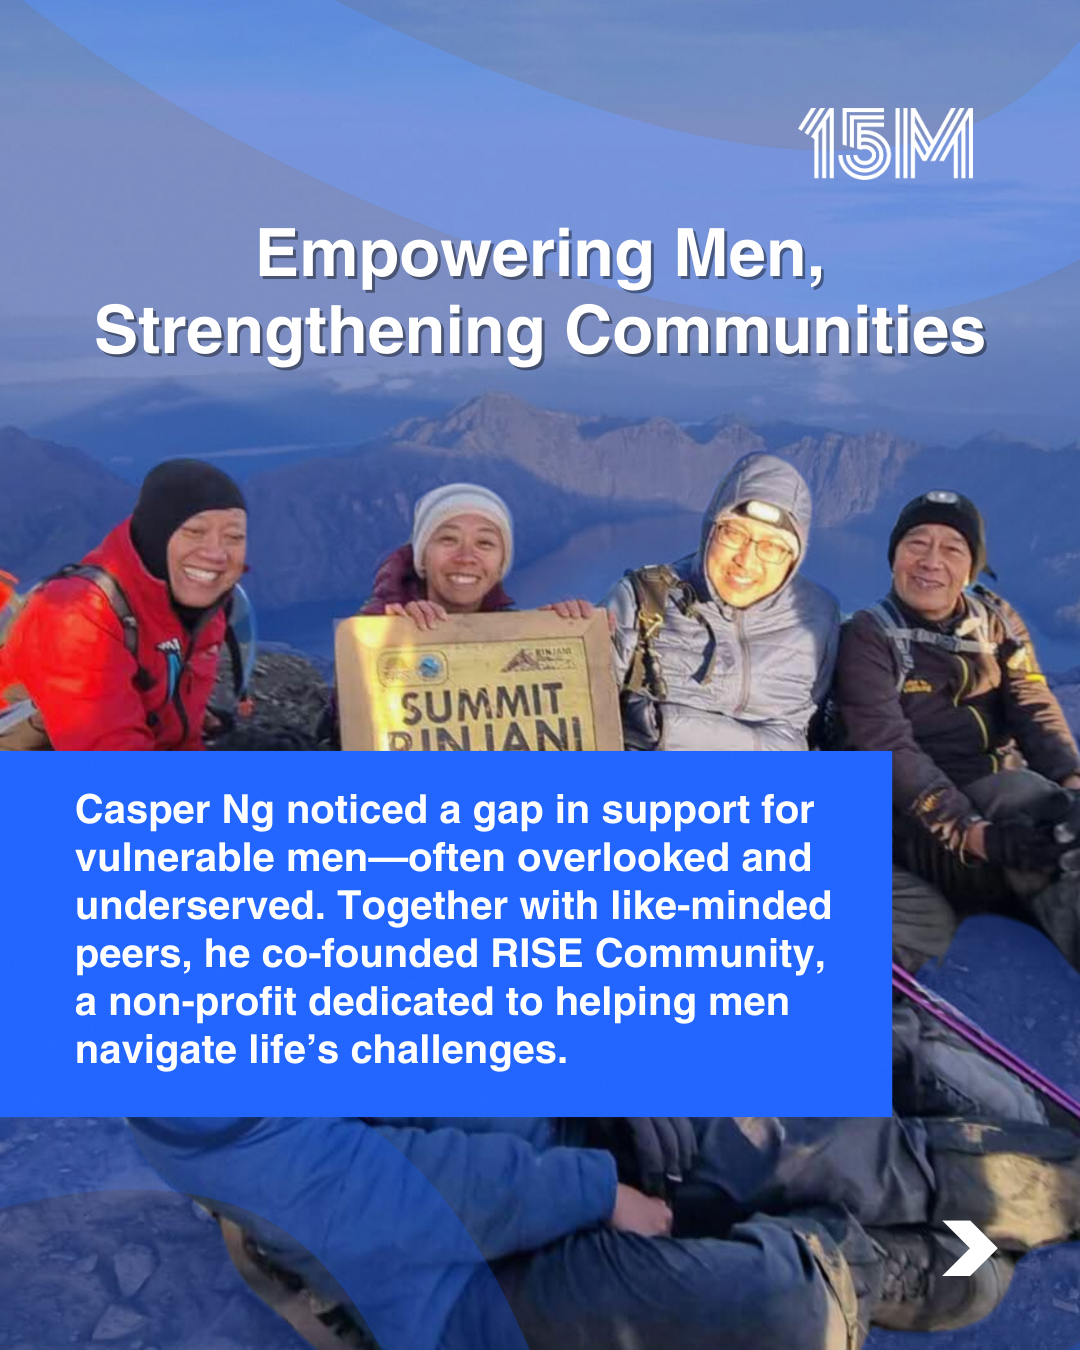 15M
Empowering Men,
Strengthening Communities
RINJANI
SUMMIT
RINJANI
Casper Ng noticed a gap in support for
vulnerable men—often overlooked and
underserved. Together with like-minded
peers, he co-founded RISE Community,
a non-profit dedicated to helping men
navigate life’s challenges.